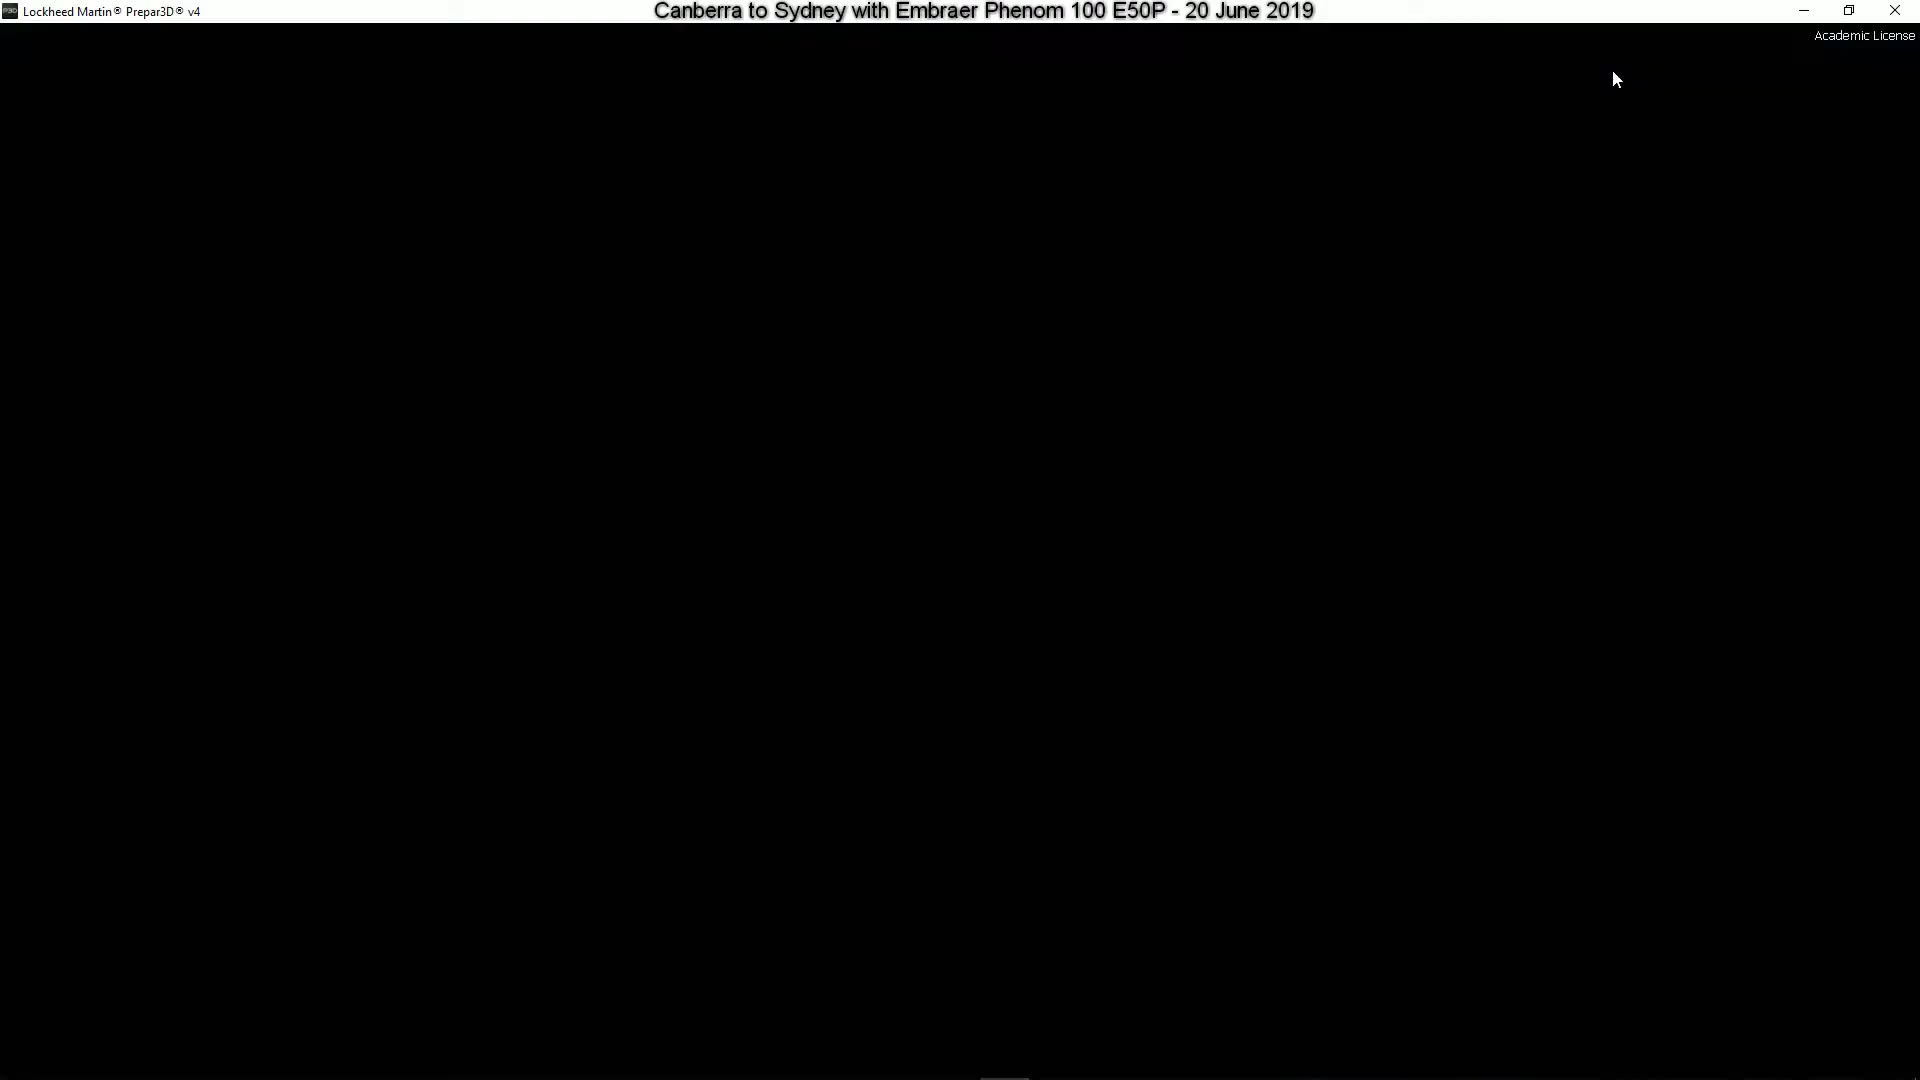 Lockheed Martin® Prepar3D® v4
Canberra to Sydney with Embraer Phenom 100 E50P - 20 June 2019
Academic License